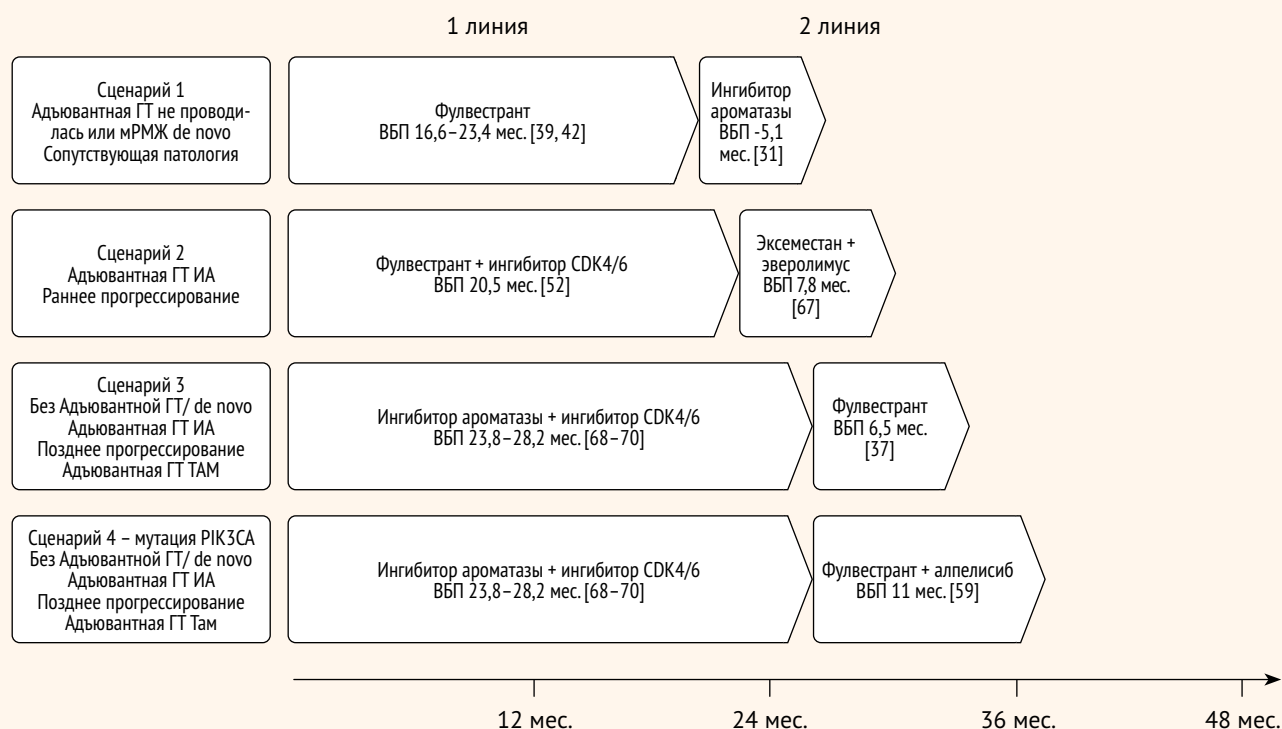 1 линия
2 линия
Сценарий 1
Адъювантная ГТ не проводи-
лась или мРМЖ de novo
Сопутствующая патология
Фулвестрант
ВБП 16,6–23,4 мес. [39, 42]
Ингибитор
ароматазы
ВБП -5,1
мес. [31]
Сценарий 2
Адъювантная ГТ ИА
Раннее прогрессирование
Фулвестрант + ингибитор CDK4/6
ВБП 20,5 мес. [52]
Эксеместан +
эверолимус
ВБП 7,8 мес.
[67]
Сценарий 3
Без Адъювантной ГТ/ de novo
Адьювантная ГТ ИА
Позднее прогрессирование
Адъювантная ГТ ТАМ
Ингибитор ароматазы + ингибитор CDK4/6
ВБП 23,8–28,2 мес. [68–70]
Фулвестрант
ВБП 6,5 мес.
[37]
Сценарий 4 – мутация PIK3CA
Без Адъювантной ГТ/ de novo
Адъювантная ГТ ИА
Позднее прогрессирование
Адъювантная ГТ Там
Ингибитор ароматазы + ингибитор CDK4/6
ВБП 23,8–28,2 мес. [68–70]
Фулвестрант + алпелисиб
ВБП 11 мес. [59]
12 мес.
24 мес.
36 мес.
48 мес.